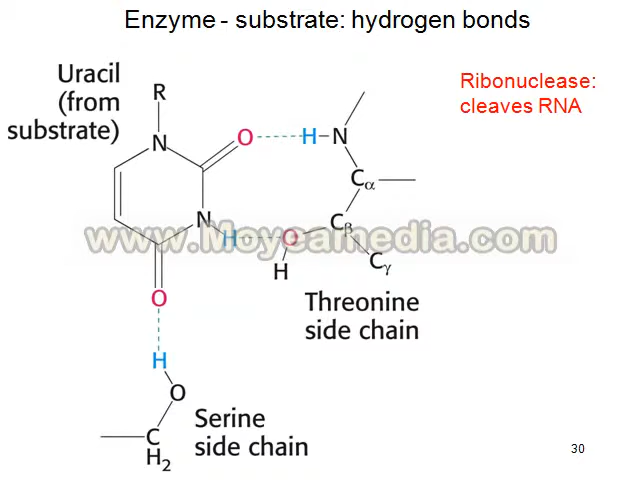 Enzyme - substrate: hydrogen bonds
Uracil
(from
substrate)
Ribonuclease:
cleaves RNA
R
N
O
H–N
Cα
N
H
O
Cβ
www.Moyeamedia.com
H
Cγ
O
Threonine
side chain
H
O
Serine
side chain
C
H2
30